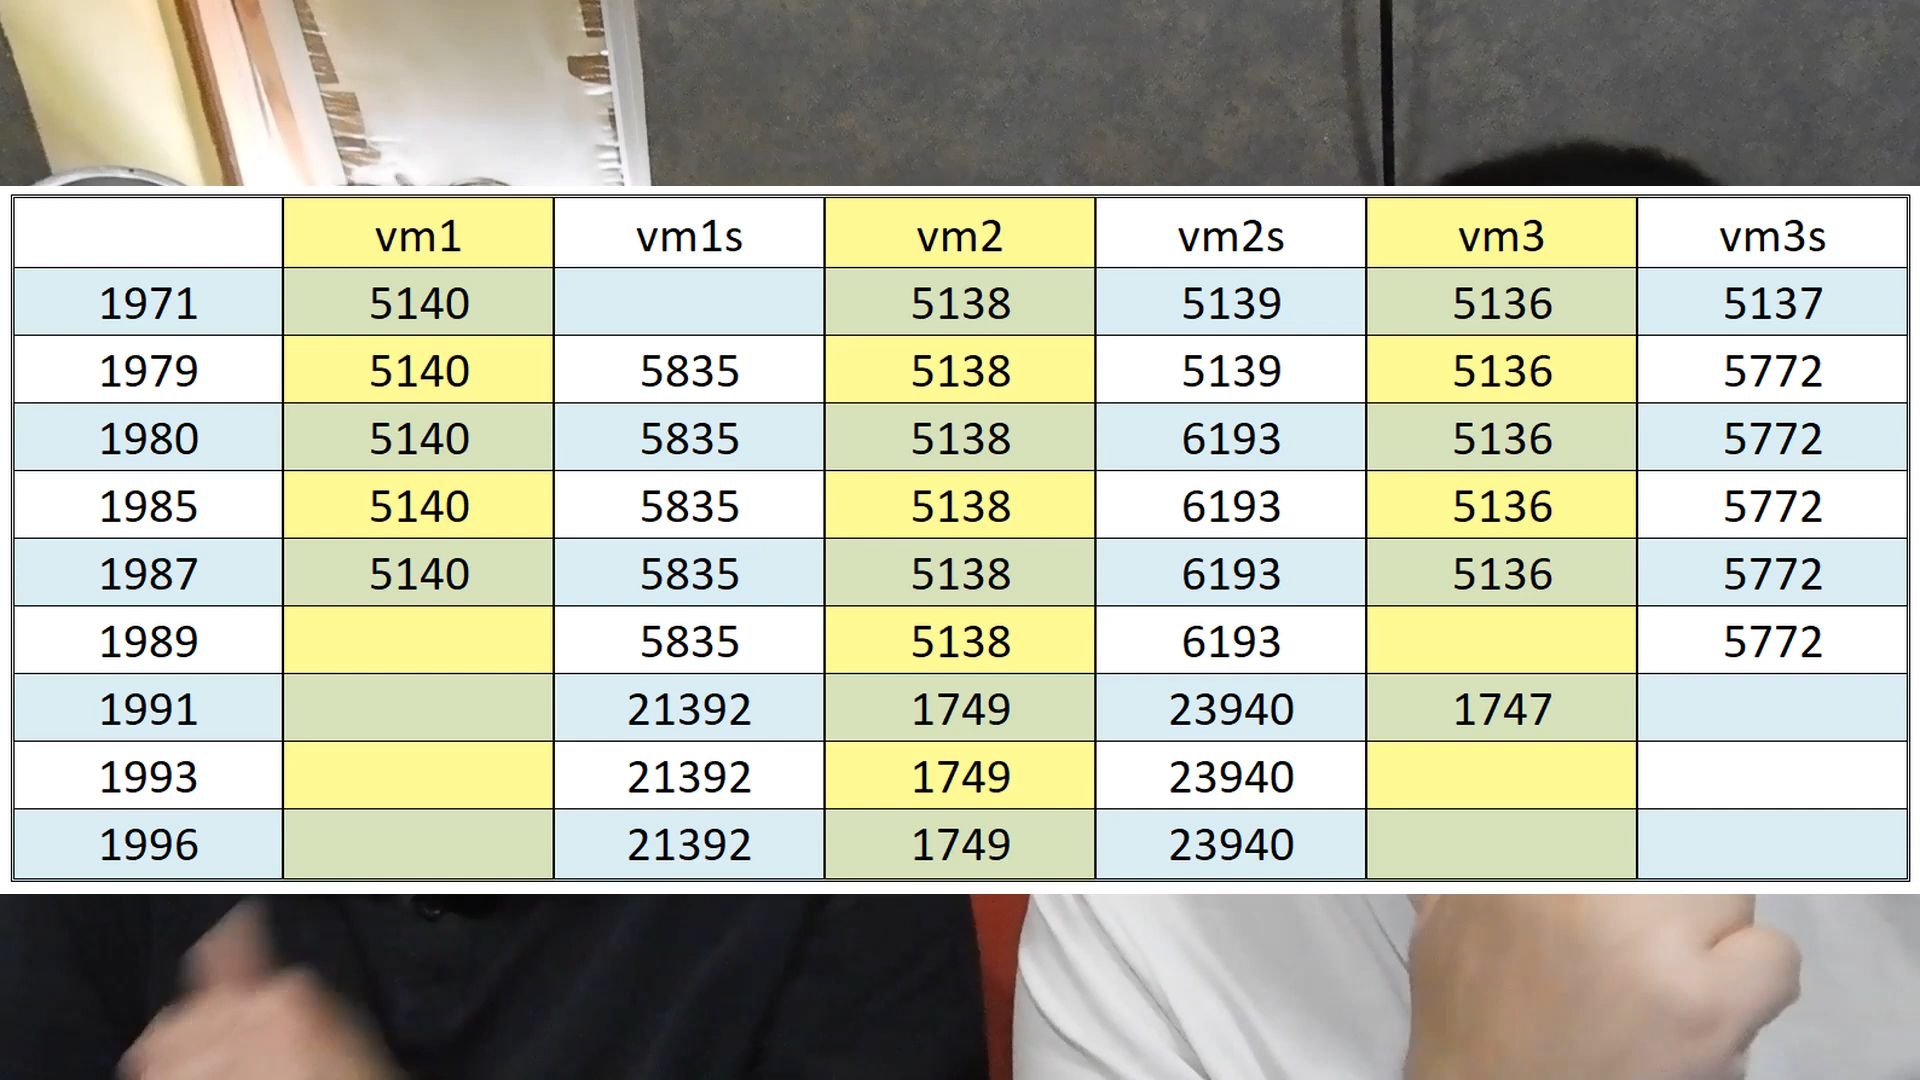 vm1 vm1s vm2 vm2s vm3 vm3s
1971 5140 5138 5139 5136 5137
1979 5140 5835 5138 5139 5136 5772
1980 5140 5835 5138 6193 5136 5772
1985 5140 5835 5138 6193 5136 5772
1987 5140 5835 5138 6193 5136 5772
1989 5835 5138 6193 5772
1991 21392 1749 23940 1747
1993 21392 1749 23940
1996 21392 1749 23940